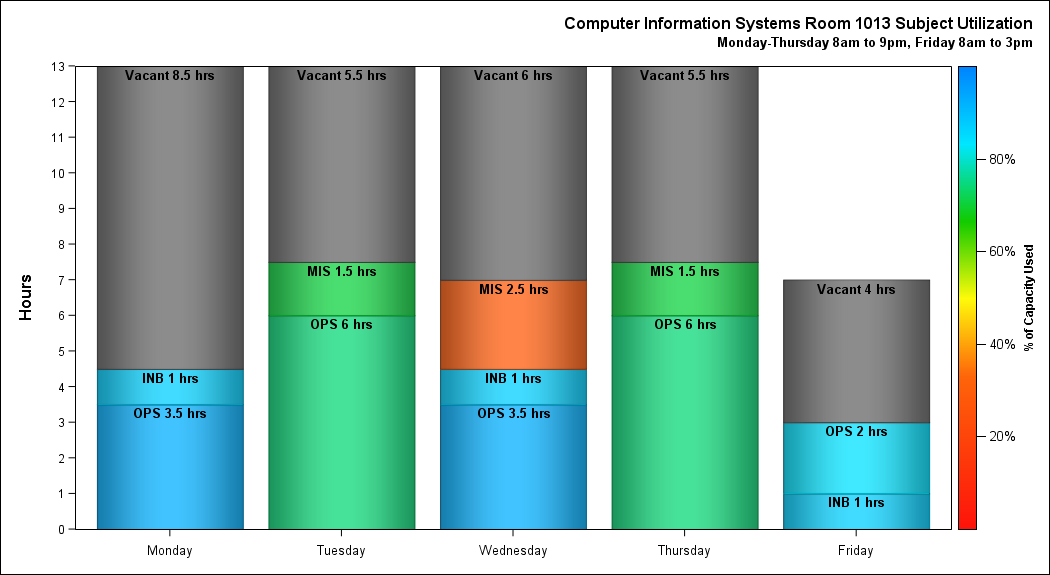 Computer Information Systems Room 1013 Subject Utilization
Monday-Thursday 8am to 9pm, Friday 8am to 3pm
Hours
13
12
11
10
9
8
7
6
5
4
3
2
1
0
Vacant 8.5 hrs
INB 1 hrs
OPS 3.5 hrs
Vacant 5.5 hrs
MIS 1.5 hrs
OPS 6 hrs
Vacant 6 hrs
MIS 2.5 hrs
INB 1 hrs
OPS 3.5 hrs
Vacant 5.5 hrs
MIS 1.5 hrs
OPS 6 hrs
Vacant 4 hrs
OPS 2 hrs
INB 1 hrs
Monday
Tuesday
Wednesday
Thursday
Friday
80%
60%
40%
20%
% of Capacity Used